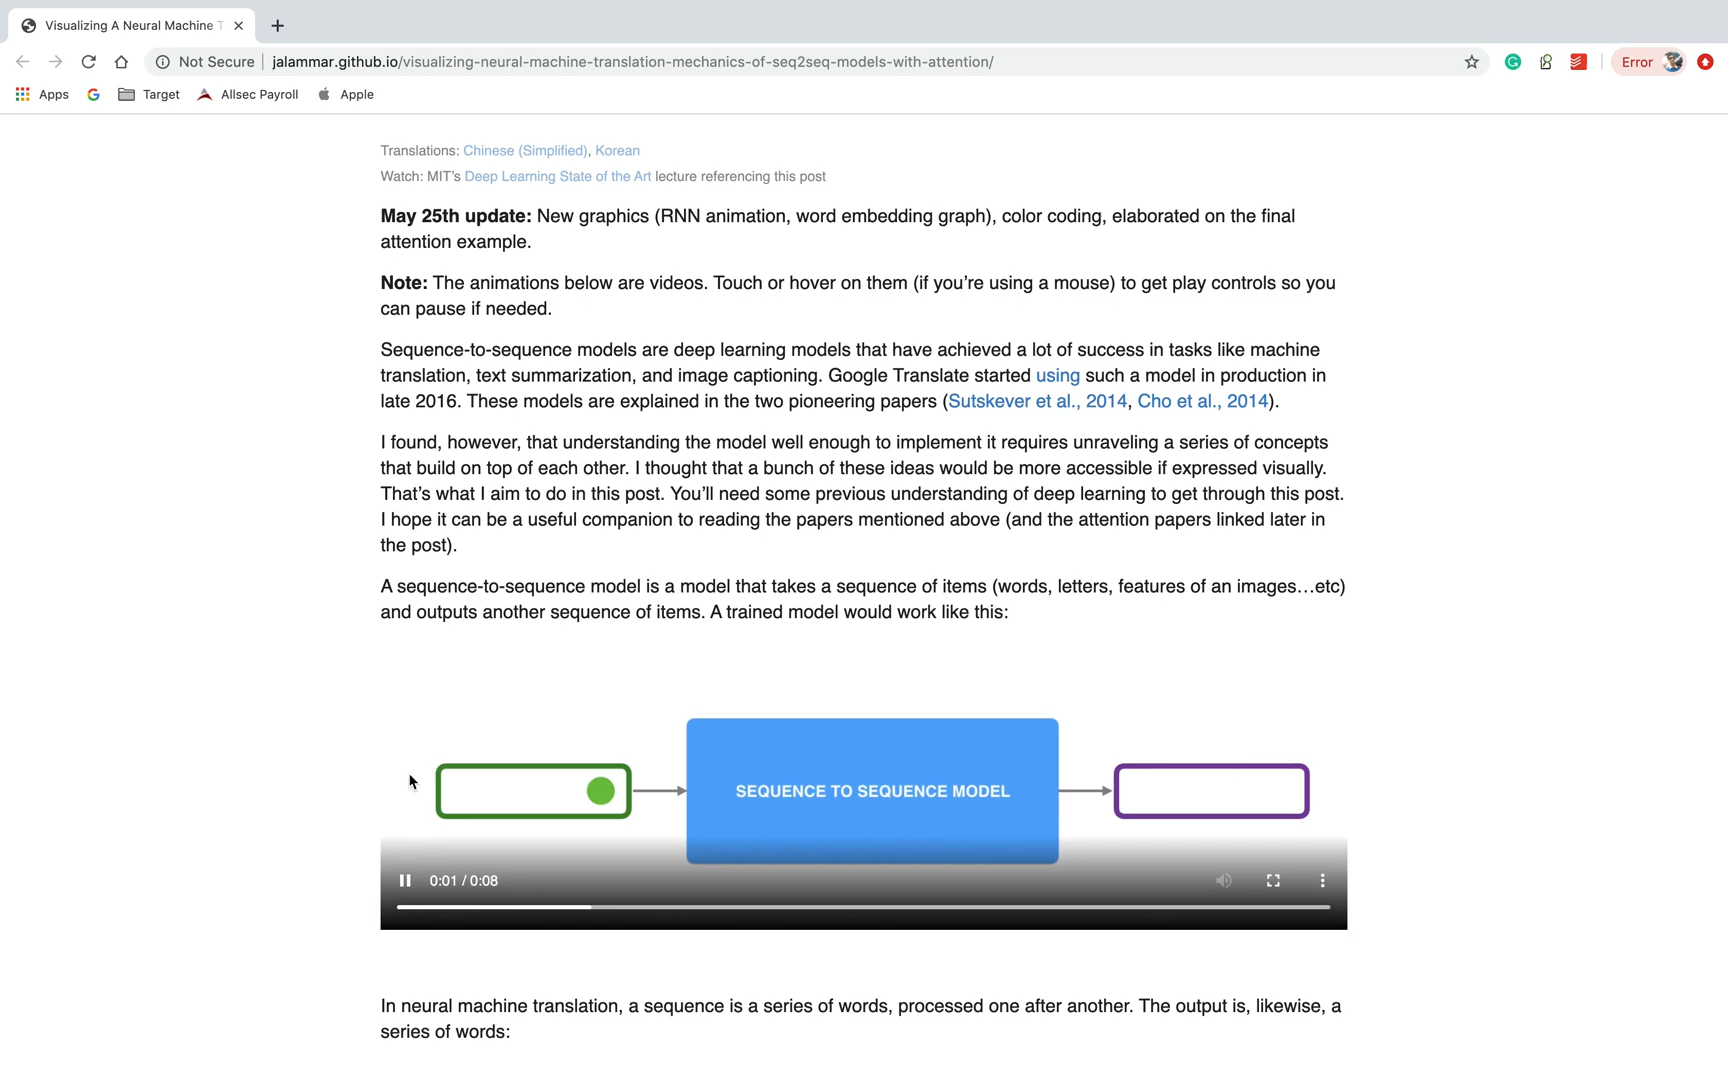 Visualizing A Neural Machine T
Not Secure | jalammar.github.io/visualizing-neural-machine-translation-mechanics-of-seq2seq-models-with-attention/
Error
Apps
Target
Allsec Payroll
Apple
Translations: Chinese (Simplified), Korean
Watch: MIT's Deep Learning State of the Art lecture referencing this post
May 25th update: New graphics (RNN animation, word embedding graph), color coding, elaborated on the final
attention example.
Note: The animations below are videos. Touch or hover on them (if you’re using a mouse) to get play controls so you
can pause if needed.
Sequence-to-sequence models are deep learning models that have achieved a lot of success in tasks like machine
translation, text summarization, and image captioning. Google Translate started using such a model in production in
late 2016. These models are explained in the two pioneering papers (Sutskever et al., 2014, Cho et al., 2014).
I found, however, that understanding the model well enough to implement it requires unraveling a series of concepts
that build on top of each other. I thought that a bunch of these ideas would be more accessible if expressed visually.
That’s what I aim to do in this post. You’ll need some previous understanding of deep learning to get through this post.
I hope it can be a useful companion to reading the papers mentioned above (and the attention papers linked later in
the post).
A sequence-to-sequence model is a model that takes a sequence of items (words, letters, features of an images…etc)
and outputs another sequence of items. A trained model would work like this:
SEQUENCE TO SEQUENCE MODEL
0:01 / 0:08
In neural machine translation, a sequence is a series of words, processed one after another. The output is, likewise, a
series of words: